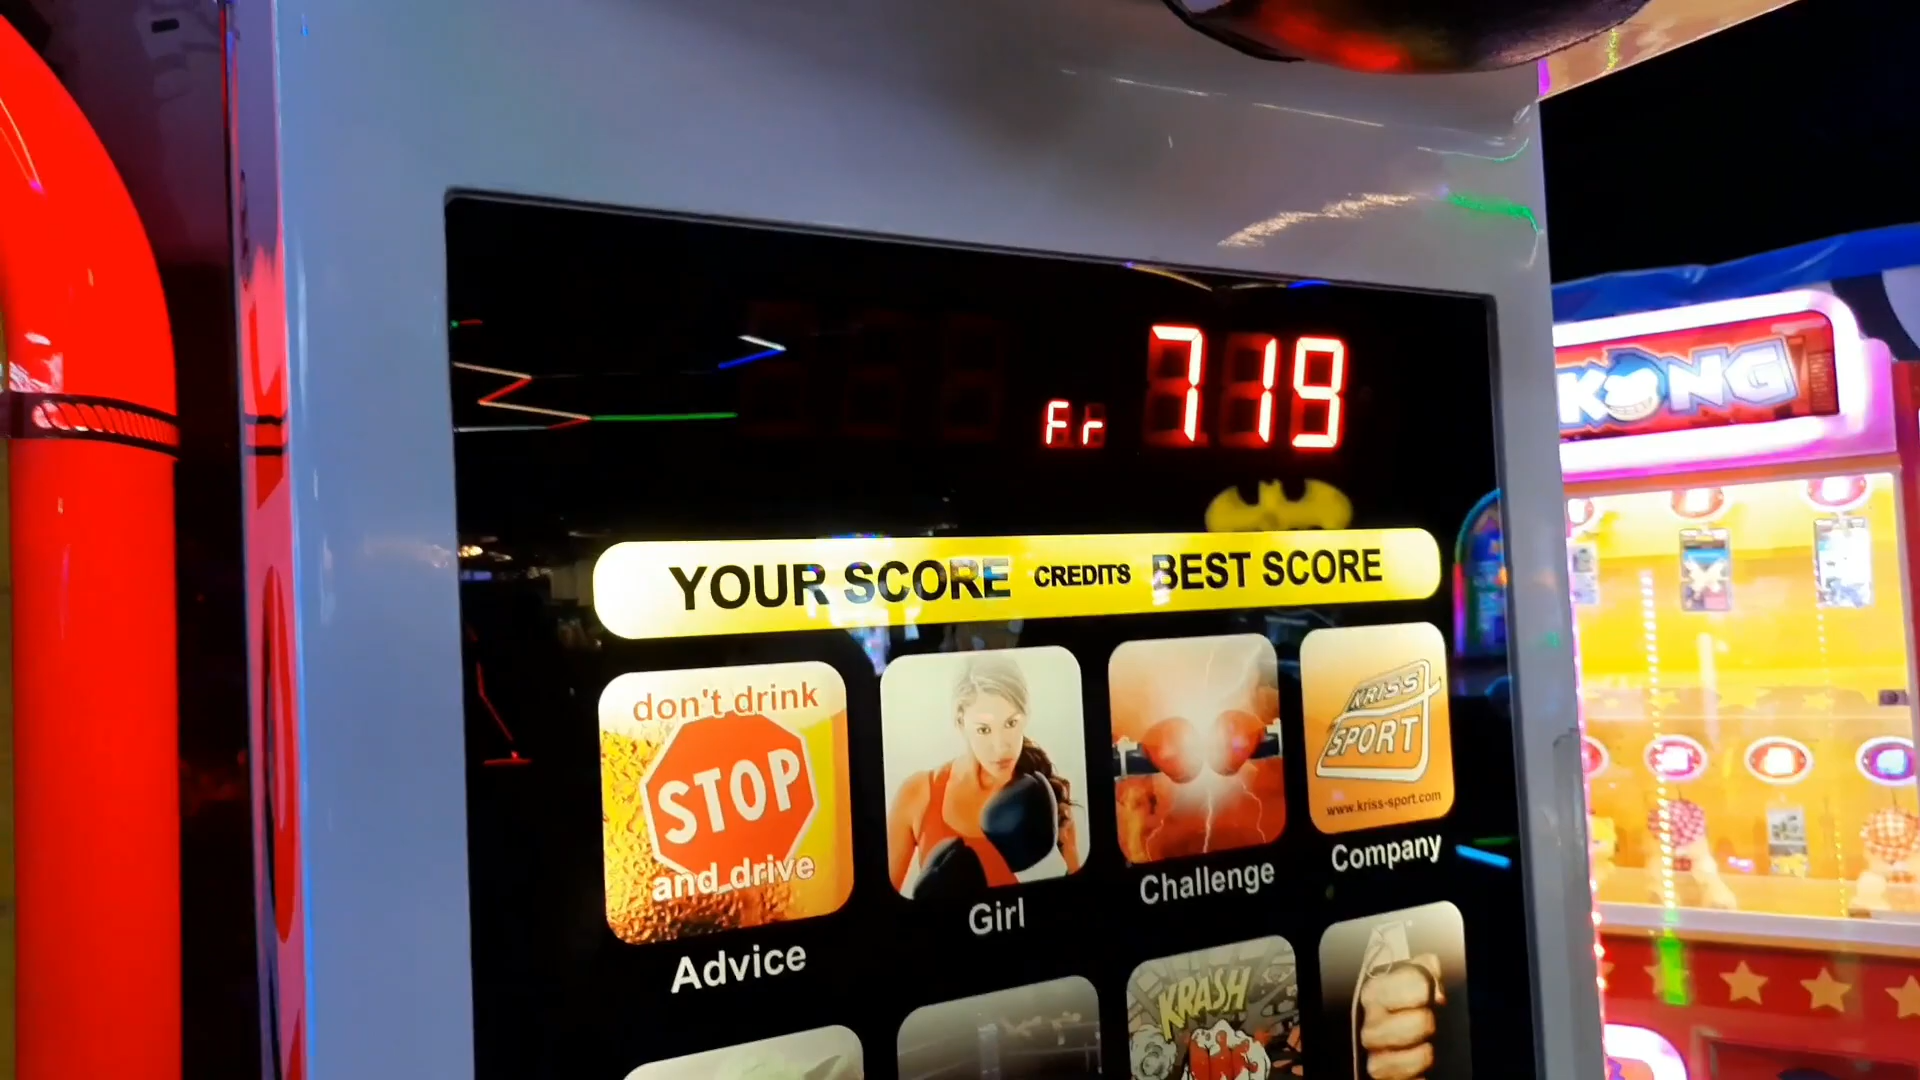 Fr 719
KONG
YOUR SCORE CREDITS BEST SCORE
don't drink
STOP
and drive
Advice
Girl
Challenge
KRISS
SPORT
www.kriss-sport.com
Company
KRASH